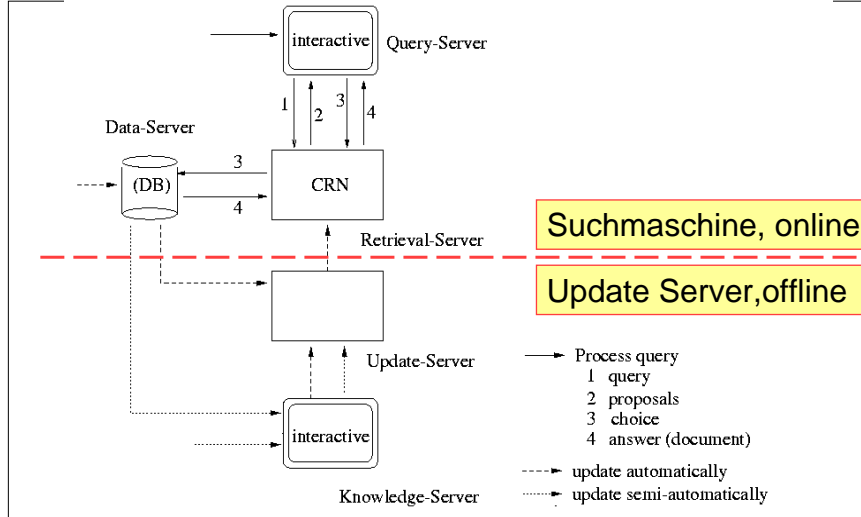 interactive
Query-Server
1
2
3
4
Data-Server
3
(DB)
CRN
4
Retrieval-Server
Suchmaschine, online
Update Server,offline
Update-Server
Process query
1 query
2 proposals
3 choice
4 answer (document)
interactive
update automatically
update semi-automatically
Knowledge-Server